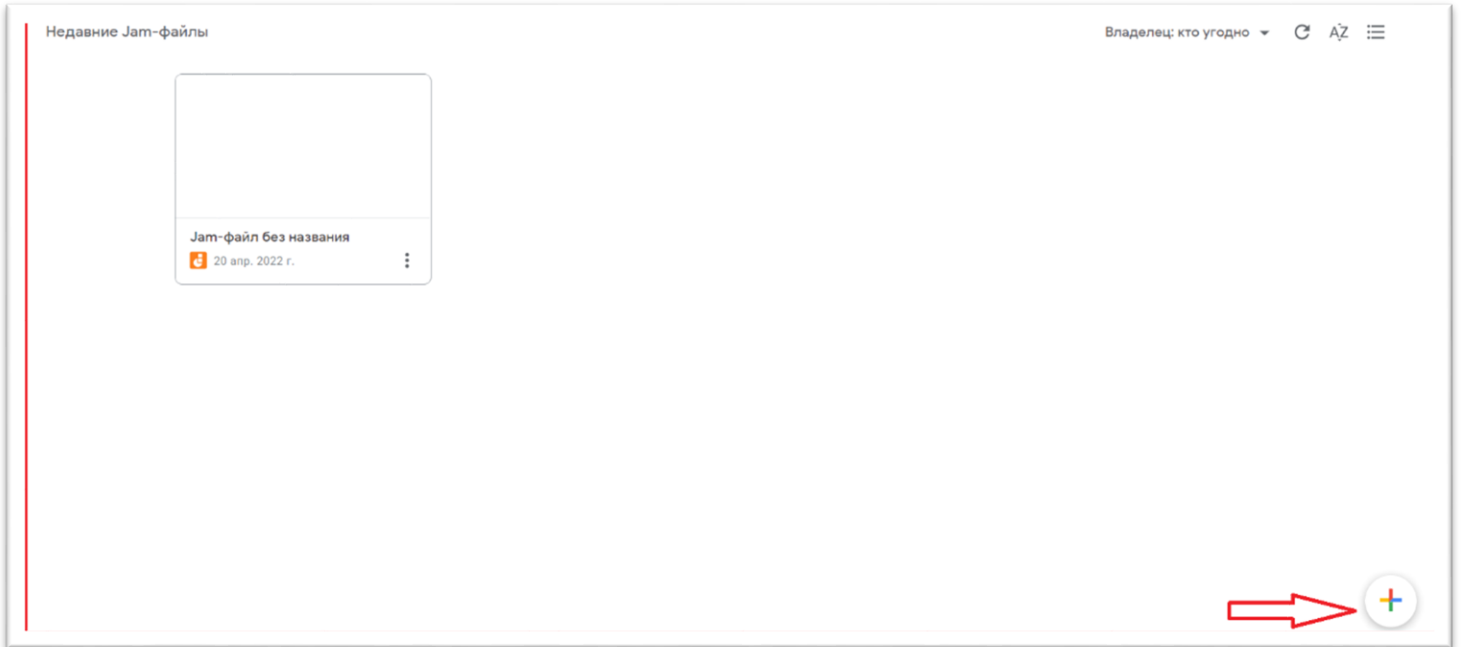 Недавние Jam-файлы
Владелец: кто угодно
AZ
Jam-файл без названия
20 апр. 2022 г.